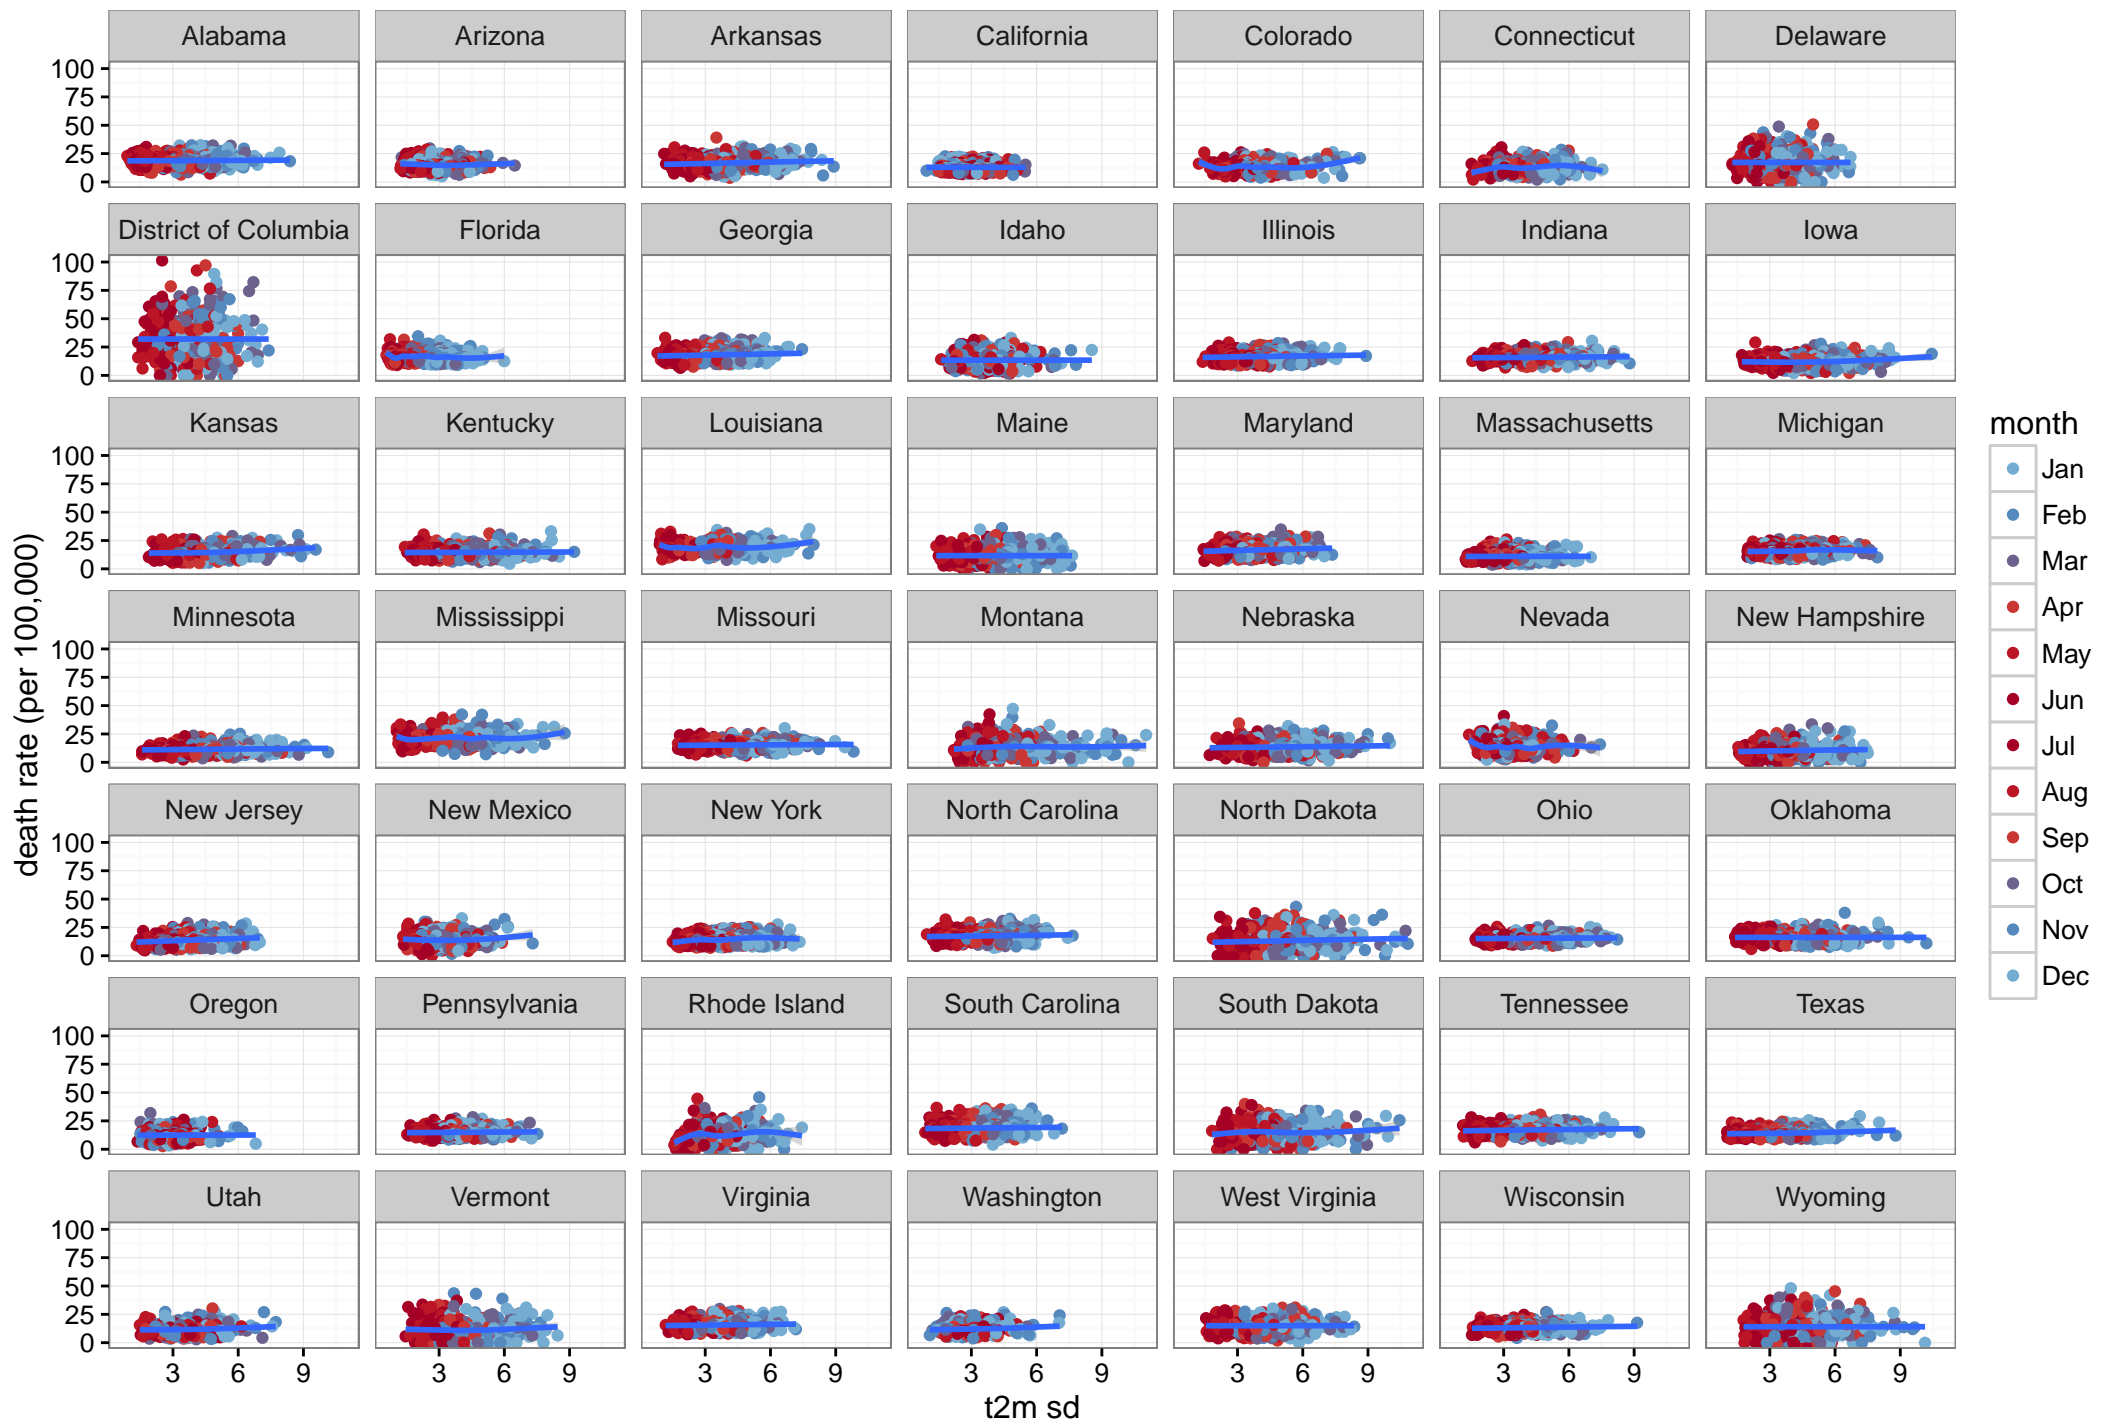 Alabama Arizona Arkansas California Colorado Connecticut Delaware
100
75
50
25
0
District of Columbia Florida Georgia Idaho Illinois Indiana Iowa
100
75
50
25
0
Kansas Kentucky Louisiana Maine Maryland Massachusetts Michigan
100
75
50
25
0
Minnesota Mississippi Missouri Montana Nebraska Nevada New Hampshire
100
75
50
25
0
New Jersey New Mexico New York North Carolina North Dakota Ohio Oklahoma
100
75
50
25
0
Oregon Pennsylvania Rhode Island South Carolina South Dakota Tennessee Texas
100
75
50
25
0
Utah Vermont Virginia Washington West Virginia Wisconsin Wyoming
100
75
50
25
0
3 6 9 3 6 9 3 6 9 3 6 9 3 6 9 3 6 9 3 6 9
t2m sd
death rate (per 100,000)
month
Jan
Feb
Mar
Apr
May
Jun
Jul
Aug
Sep
Oct
Nov
Dec